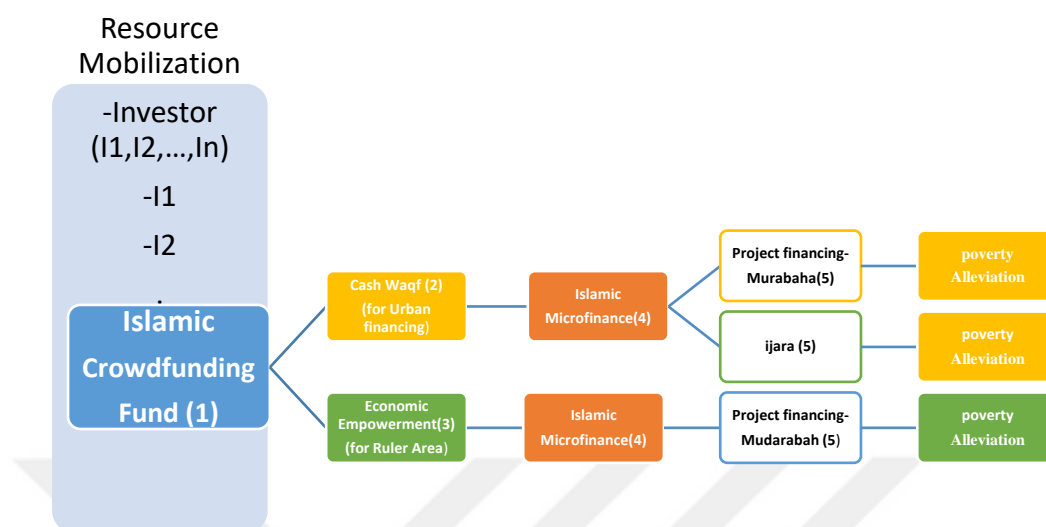 Resource
Mobilization
-Investor
(I1,I2,…,In)
-I1
-I2
.
Islamic
Crowdfunding
Fund (1)
Cash Waqf (2)
(for Urban
financing)
Economic
Empowerment(3)
(for Ruler Area)
Islamic
Microfinance(4)
Islamic
Microfinance(4)
Project financing-
Murabaha(5)
ijara (5)
Project financing-
Mudarabah (5)
poverty
Alleviation
poverty
Alleviation
poverty
Alleviation